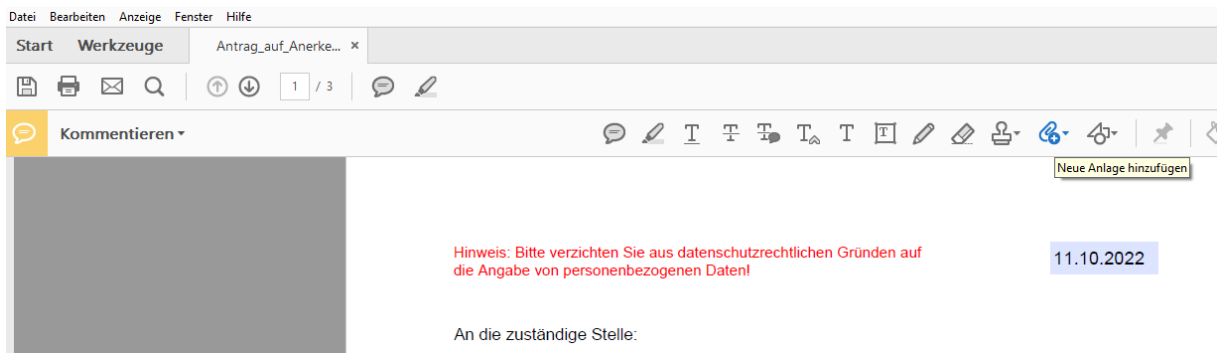 Datei Bearbeiten Anzeige Fenster Hilfe
Start Werkzeuge Antrag_auf_Anerke... ×
1 / 3
Kommentieren
Neue Anlage hinzufügen
Hinweis: Bitte verzichten Sie aus datenschutzrechtlichen Gründen auf
die Angabe von personenbezogenen Daten!
11.10.2022
An die zuständige Stelle: